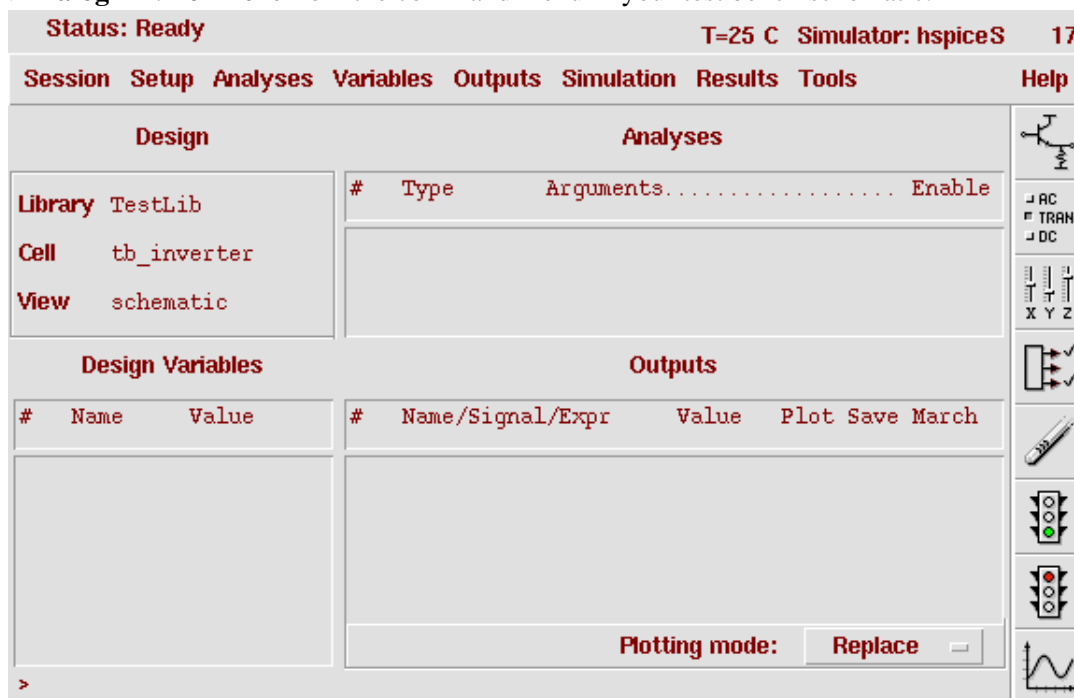 Status: Ready T=25 C Simulator: hspiceS 17
Session Setup Analyses Variables Outputs Simulation Results Tools Help
Design
Library TestLib
Cell tb_inverter
View schematic
Analyses
# Type Arguments................... Enable
Design Variables
# Name Value
Outputs
# Name/Signal/Expr Value Plot Save March
Plotting mode: Replace
>
AC
TRAN
DC
X Y Z